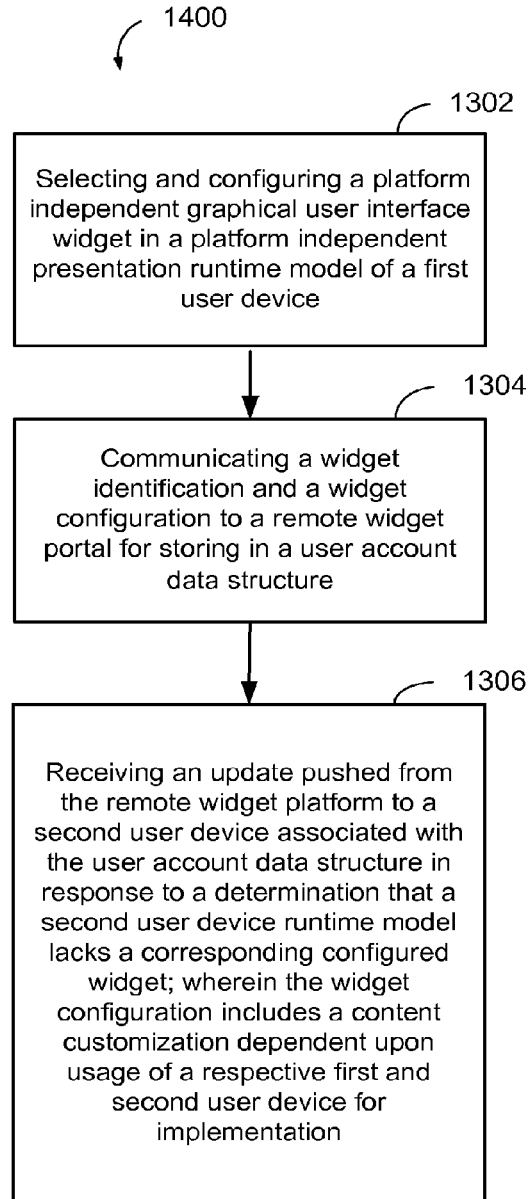 1400
1302
Selecting and configuring a platform
independent graphical user interface
widget in a platform independent
presentation runtime model of a first
user device
1304
Communicating a widget
identification and a widget
configuration to a remote widget
portal for storing in a user account
data structure
1306
Receiving an update pushed from
the remote widget platform to a
second user device associated with
the user account data structure in
response to a determination that a
second user device runtime model
lacks a corresponding configured
widget; wherein the widget
configuration includes a content
customization dependent upon
usage of a respective first and
second user device for
implementation